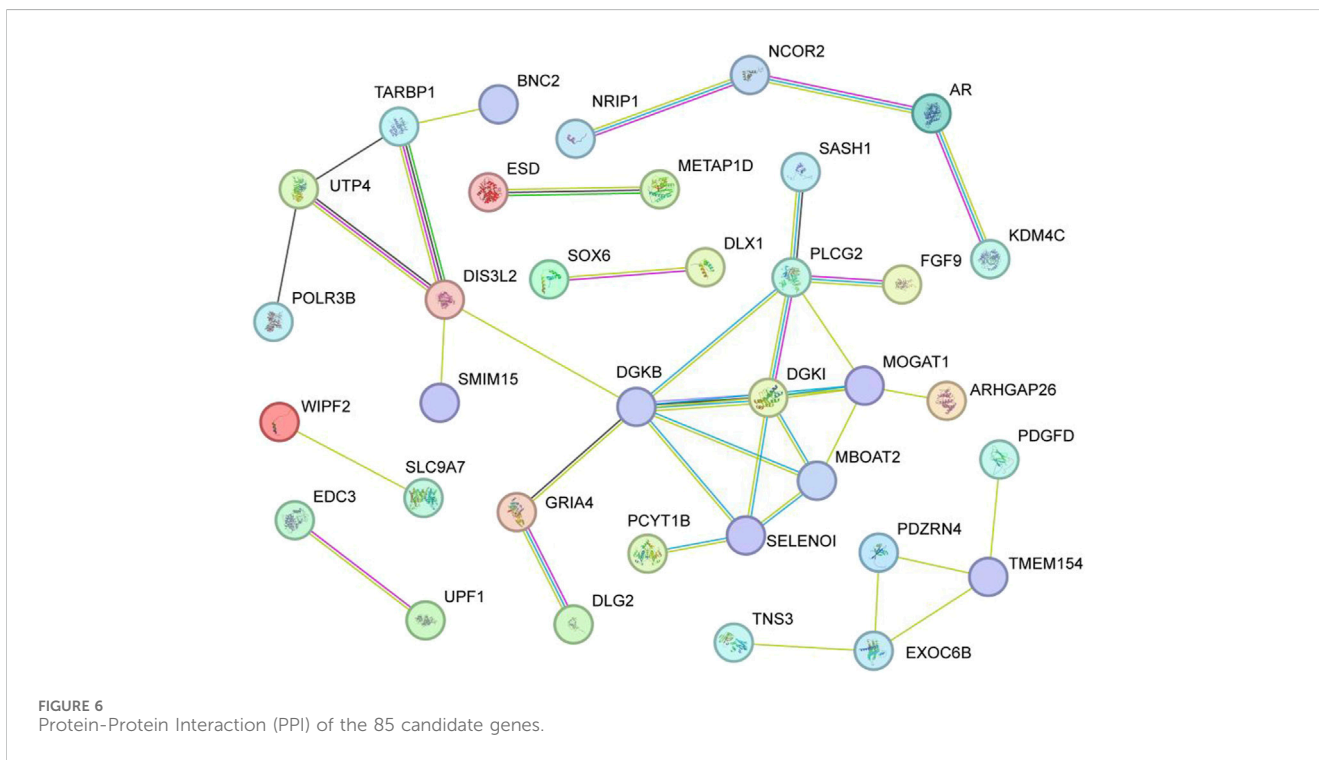 NCOR2
BNC2
TARBP1
AR
NRIP1
SASH1
ESD
METAP1D
UTP4
KDM4C
DLX1
SOX6
PLCG2
FGF9
DIS3L2
POLR3B
MOGAT1
DGKB
DGKI
SMIM15
ARHGAP26
WIPF2
PDGFD
MBOAT2
SLC9A7
EDC3
GRIA4
PCYT1B
PDZRN4
SELENOI
TMEM154
UPF1
DLG2
TNS3
EXOC6B
FIGURE 6
Protein-Protein Interaction (PPI) of the 85 candidate genes.